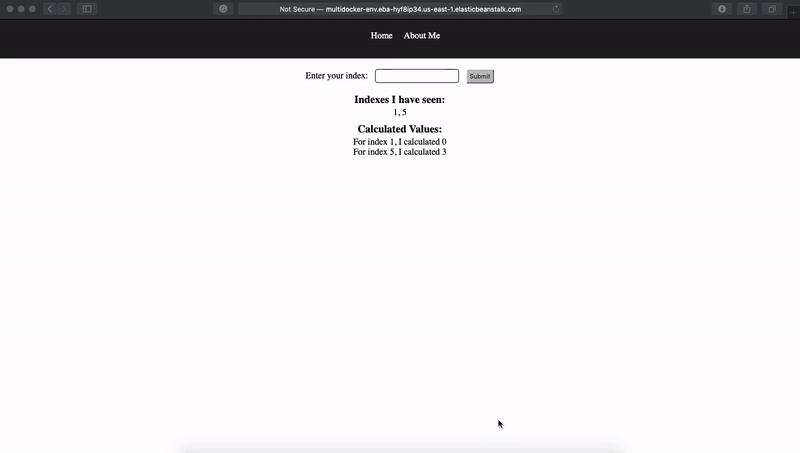 Not Secure — multidocker-env.eba-hyf8ip34.us-east-1.elasticbeanstalk.com
Home About Me
Enter your index: Submit
Indexes I have seen:
1, 5
Calculated Values:
For index 1, I calculated 0
For index 5, I calculated 3